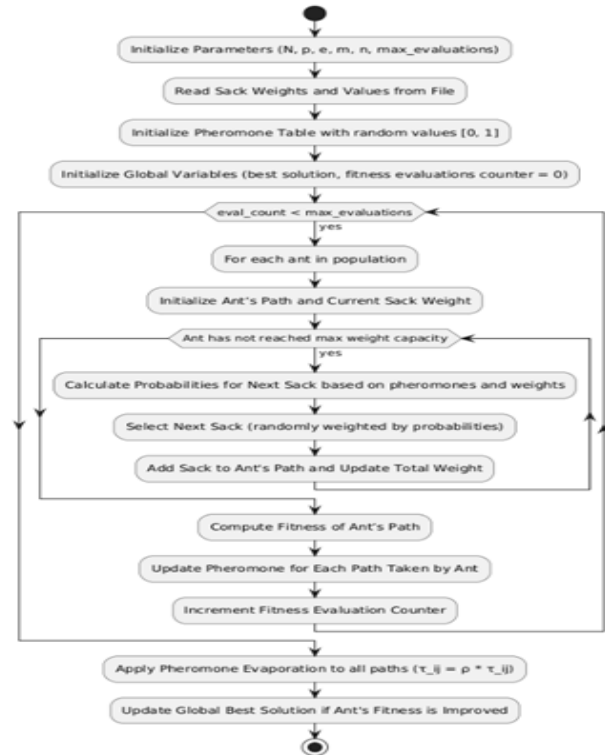 Initialize Parameters (N, p, e, m, n, max_evaluations)
Read Sack Weights and Values from File
Initialize Pheromone Table with random values [0, 1]
Initialize Global Variables (best solution, fitness evaluations counter = 0)
eval_count < max_evaluations
yes
For each ant in population
Initialize Ant's Path and Current Sack Weight
Ant has not reached max weight capacity
yes
Calculate Probabilities for Next Sack based on pheromones and weights
Select Next Sack (randomly weighted by probabilities)
Add Sack to Ant's Path and Update Total Weight
Compute Fitness of Ant's Path
Update Pheromone for Each Path Taken by Ant
Increment Fitness Evaluation Counter
Apply Pheromone Evaporation to all paths (τ_ij = ρ * τ_ij)
Update Global Best Solution if Ant's Fitness is Improved